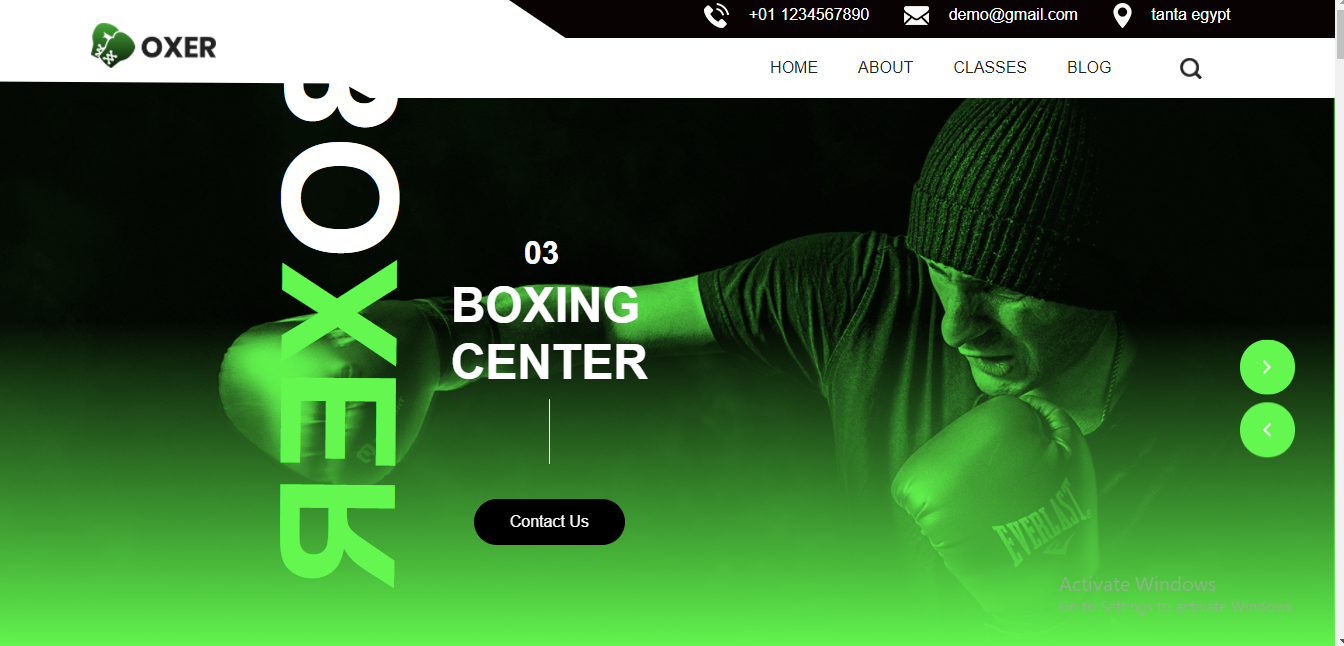 +01 1234567890
demo@gmail.com
tanta egypt
OXER
HOME
ABOUT
CLASSES
BLOG
BOXER
03
BOXING
CENTER
Contact Us
EVERLAST
Activate Windows
Go to Settings to activate Windows.